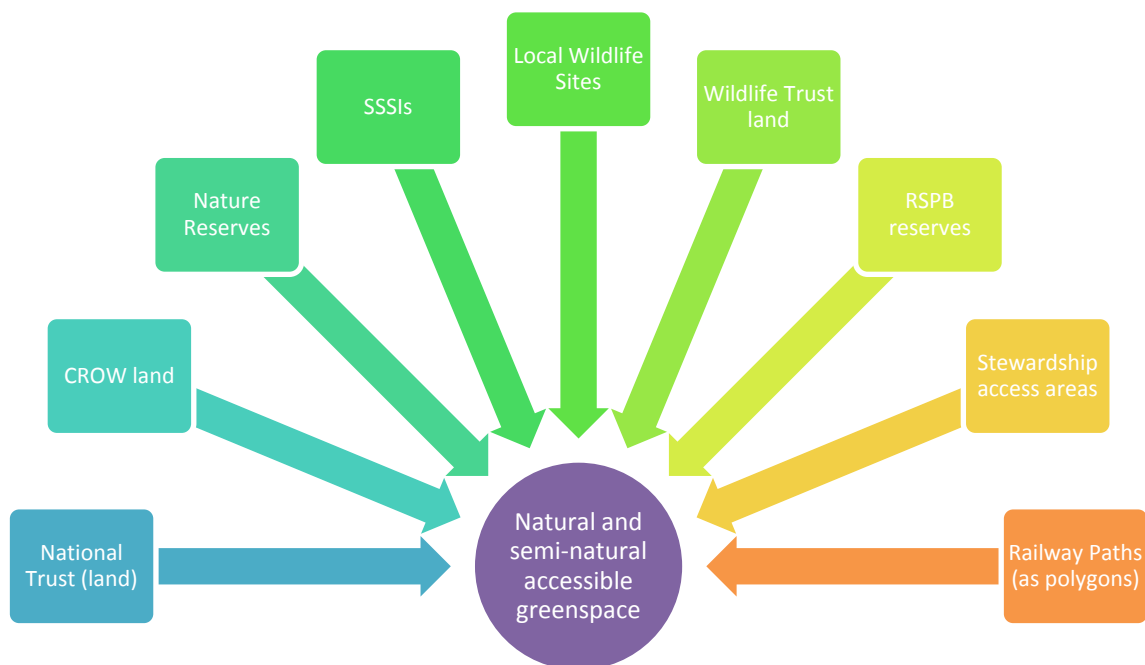 Local Wildlife
Sites
SSSIs
Wildlife Trust
land
Nature
Reserves
RSPB
reserves
CROW land
Stewardship
access areas
National
Trust (land)
Natural and
semi-natural
accessible
greenspace
Railway Paths
(as polygons)